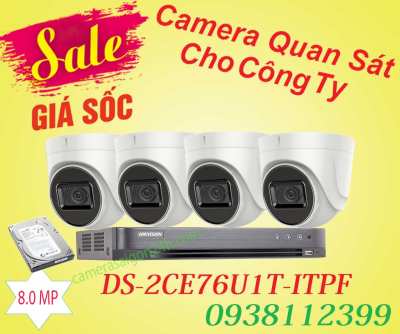 Sale
GIÁ SỐC
Camera Quan Sát
Cho Công Ty
HIKVISION
8.0 MP
DS-2CE76U1T-ITPF
0938112399